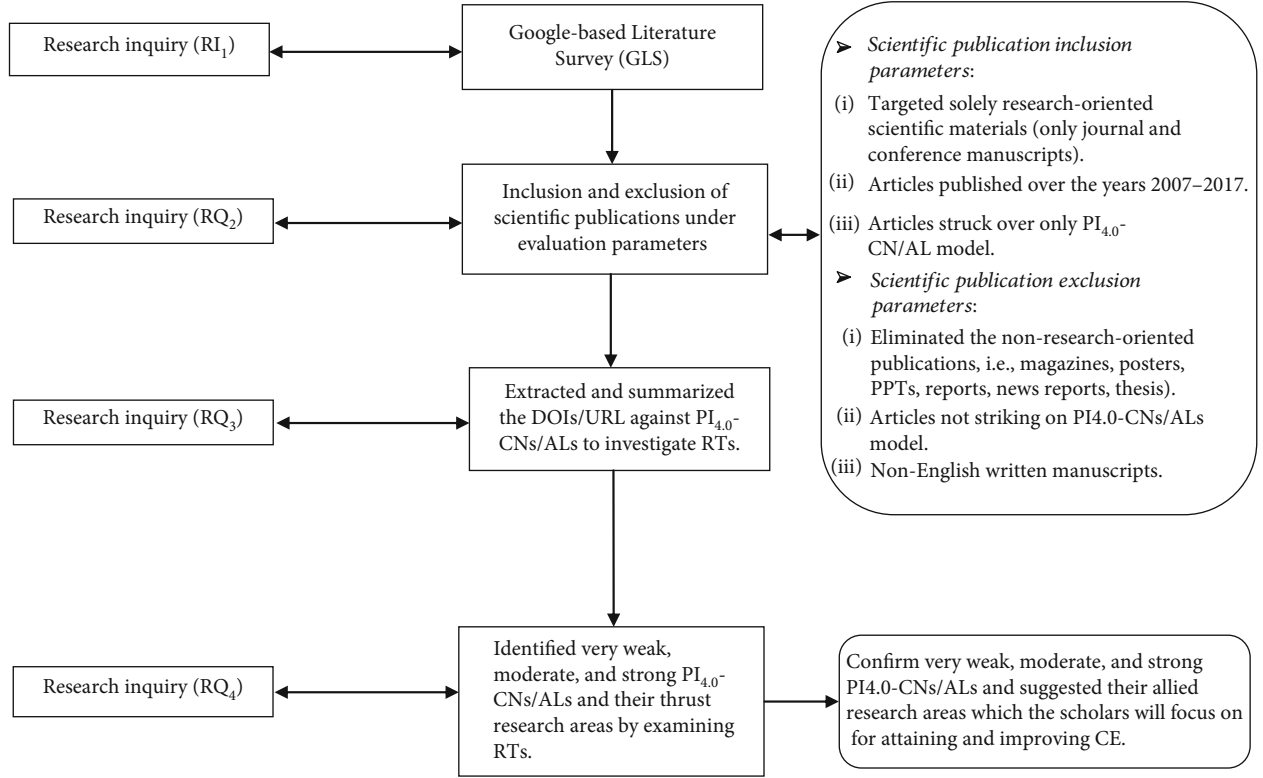 Research inquiry (RI1)
Google-based Literature
Survey (GLS)
Research inquiry (RQ2)
Inclusion and exclusion of
scientific publications under
evaluation parameters
➢ Scientific publication inclusion
parameters:
(i) Targeted solely research-oriented
scientific materials (only journal and
conference manuscripts).
(ii) Articles published over the years 2007–2017.
(iii) Articles struck over only PI4.0-
CN/AL model.
➢ Scientific publication exclusion
parameters:
(i) Eliminated the non-research-oriented
publications, i.e., magazines, posters,
PPTs, reports, news reports, thesis).
(ii) Articles not striking on PI4.0-CNs/ALs
model.
(iii) Non-English written manuscripts.
Research inquiry (RQ3)
Extracted and summarized
the DOIs/URL against PI4.0-
CNs/ALs to investigate RTs.
Research inquiry (RQ4)
Identified very weak,
moderate, and strong PI4.0-
CNs/ALs and their thrust
research areas by examining
RTs.
Confirm very weak, moderate, and strong
PI4.0-CNs/ALs and suggested their allied
research areas which the scholars will focus on
for attaining and improving CE.